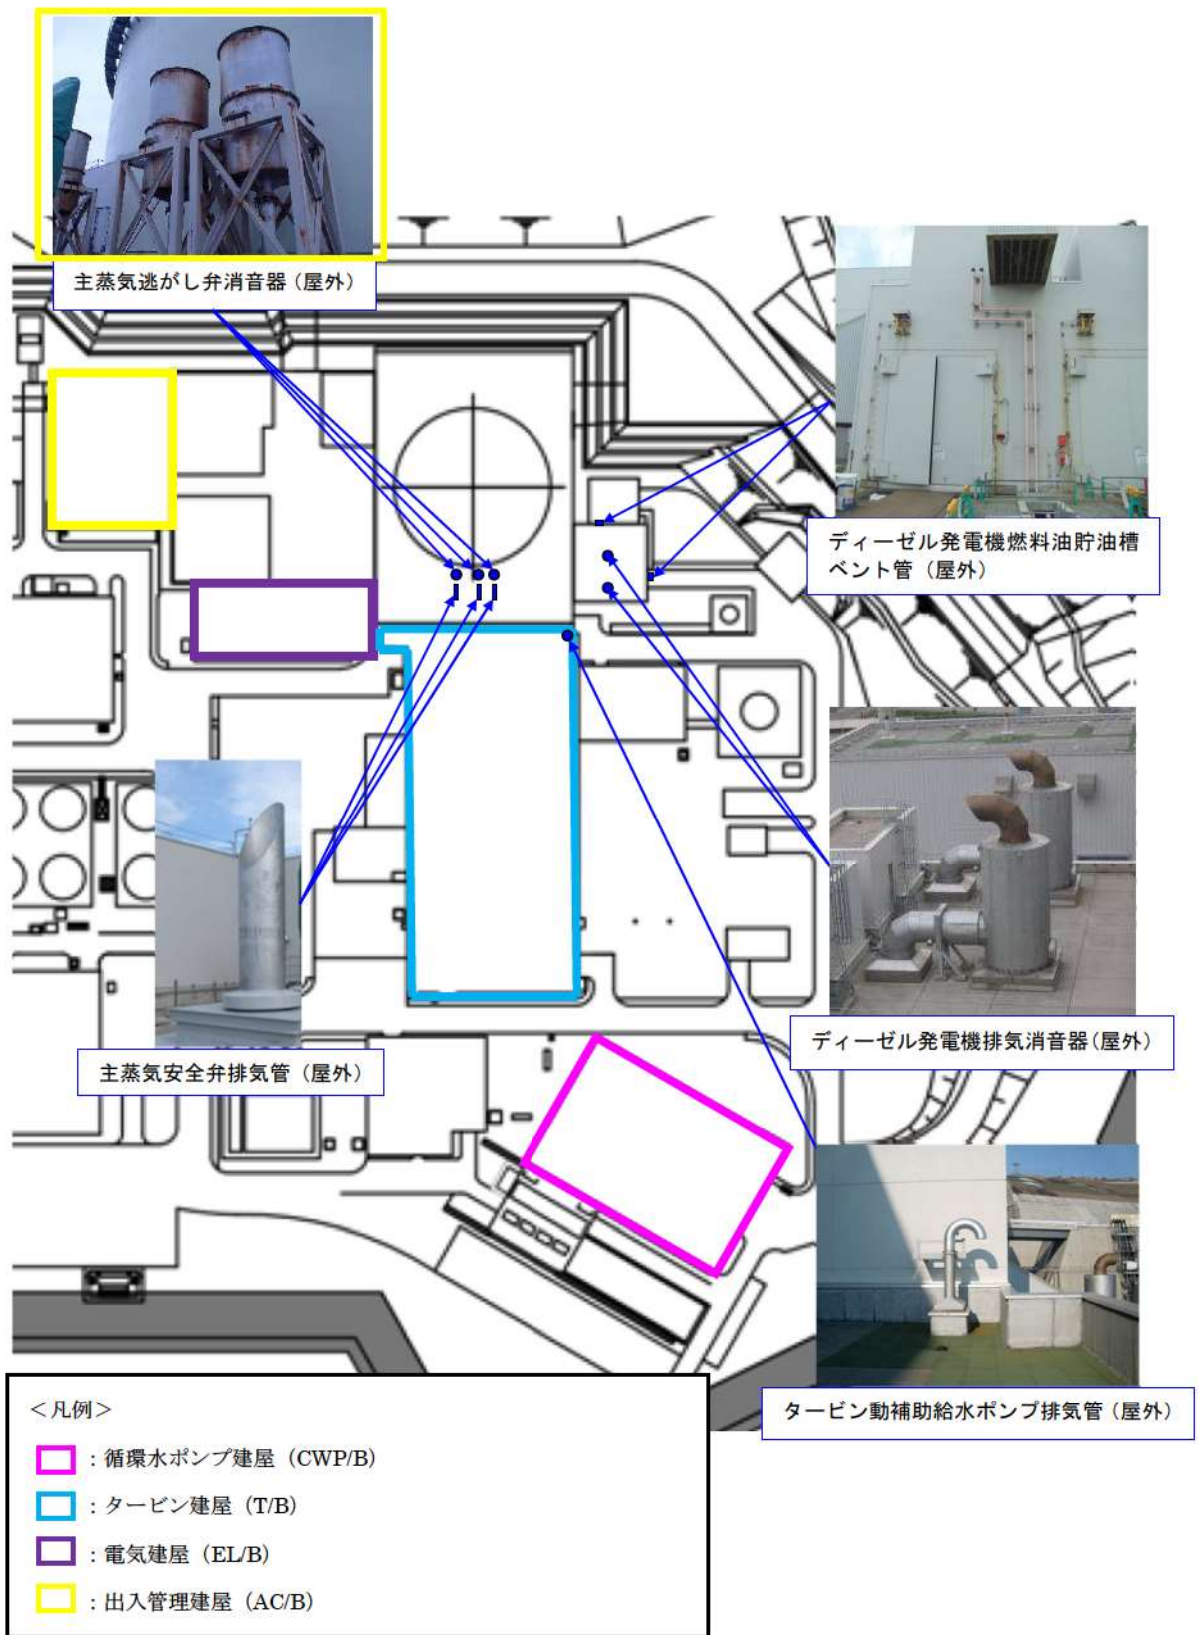 主蒸気逃がし弁消音器（屋外）
ディーゼル発電機燃料油貯油槽
ベント管（屋外）
主蒸気安全弁排気管（屋外）
ディーゼル発電機排気消音器（屋外）
タービン動補助給水ポンプ排気管（屋外）
＜凡例＞
：循環水ポンプ建屋（CWP/B）
：タービン建屋（T/B）
：電気建屋（EL/B）
：出入管理建屋（AC/B）